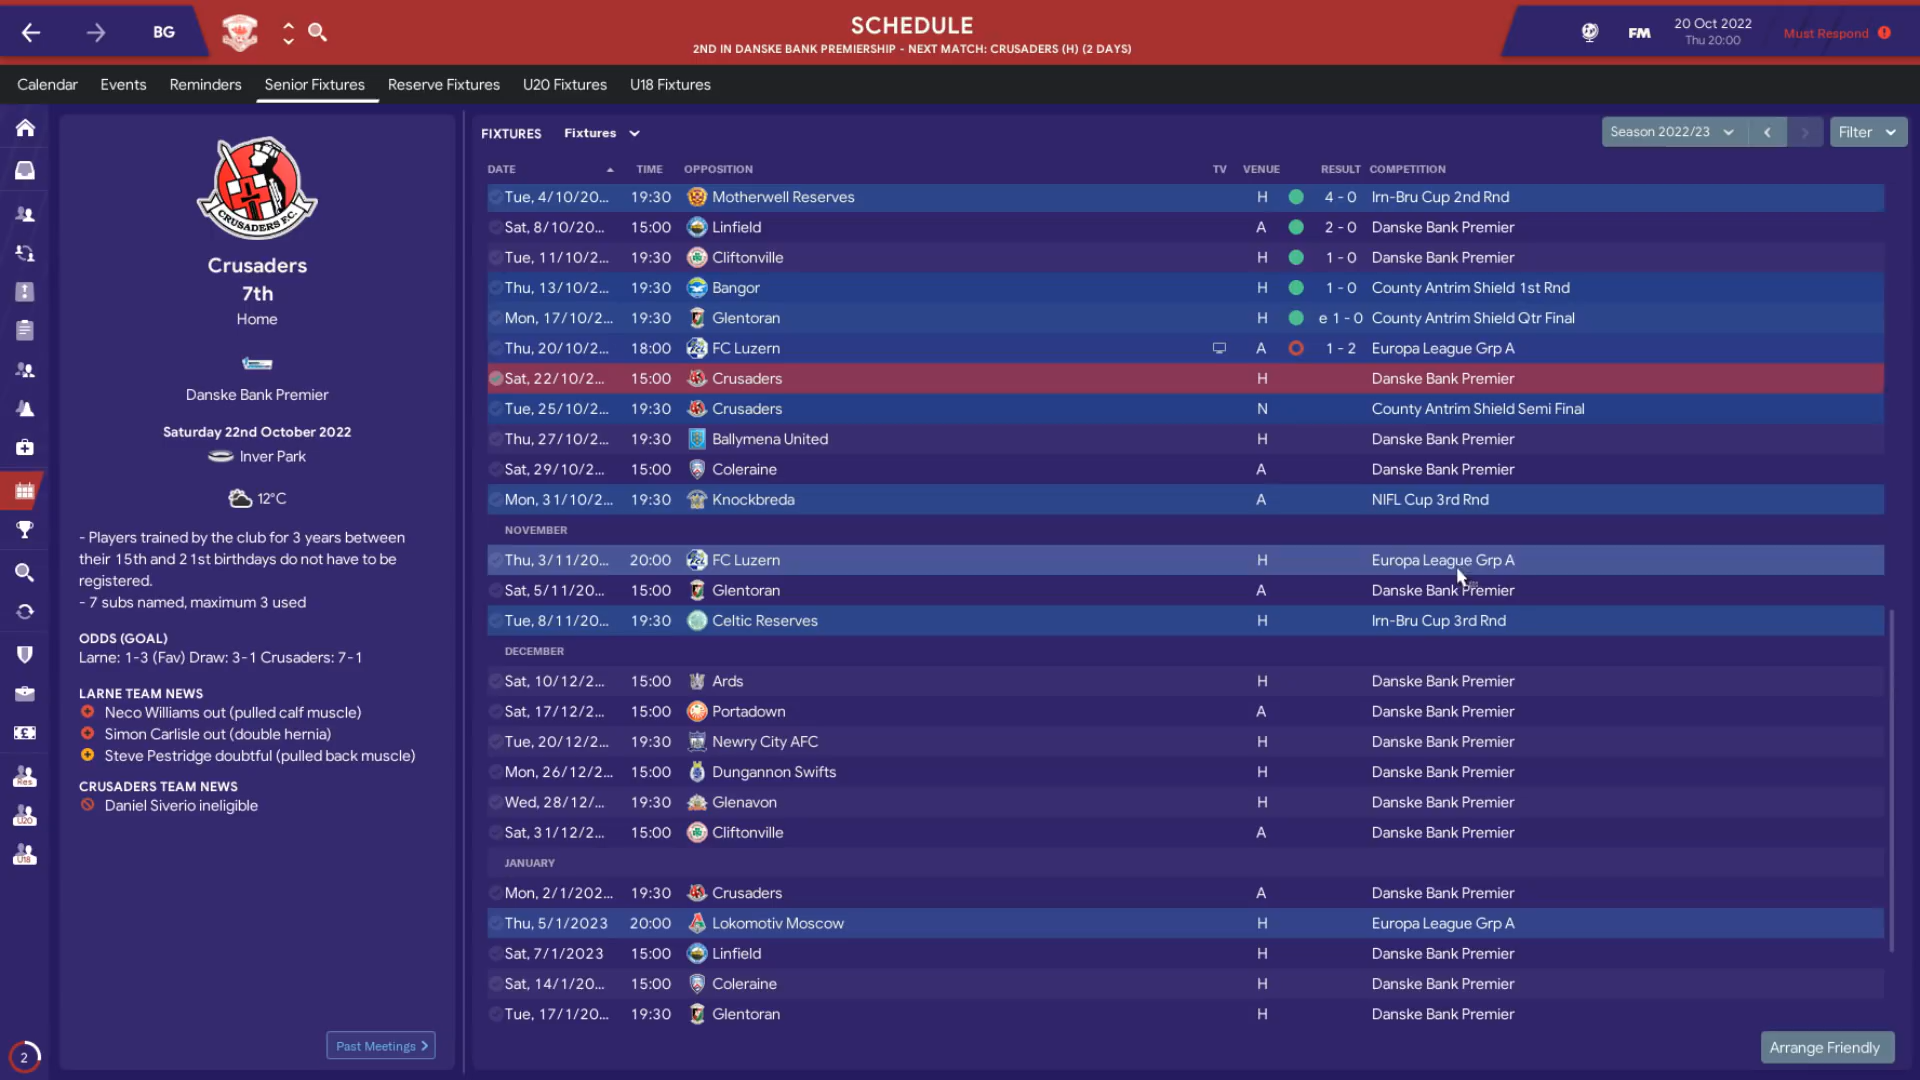 BG
SCHEDULE
2ND IN DANSKE BANK PREMIERSHIP - NEXT MATCH: CRUSADERS (H) (2 DAYS)
FM
20 Oct 2022
Thu 20:00
Must Respond
Calendar Events Reminders Senior Fixtures Reserve Fixtures U20 Fixtures U18 Fixtures
CRUSADERS F.C.
Crusaders
7th
Home
Danske Bank Premier
Saturday 22nd October 2022
Inver Park
12°C
- Players trained by the club for 3 years between
their 15th and 21st birthdays do not have to be
registered.
- 7 subs named, maximum 3 used
ODDS (GOAL)
Larne: 1-3 (Fav) Draw: 3-1 Crusaders: 7-1
LARNE TEAM NEWS
Neco Williams out (pulled calf muscle)
Simon Carlisle out (double hernia)
Steve Pestridge doubtful (pulled back muscle)
CRUSADERS TEAM NEWS
Daniel Siverio ineligible
Past Meetings
FIXTURES Fixtures Season 2022/23 Filter
DATE TIME OPPOSITION TV VENUE RESULT COMPETITION
Tue, 4/10/20... 19:30 Motherwell Reserves H 4 - 0 Irn-Bru Cup 2nd Rnd
Sat, 8/10/20... 15:00 Linfield A 2 - 0 Danske Bank Premier
Tue, 11/10/2... 19:30 Cliftonville H 1 - 0 Danske Bank Premier
Thu, 13/10/2... 19:30 Bangor H 1 - 0 County Antrim Shield 1st Rnd
Mon, 17/10/2... 19:30 Glentoran H e 1 - 0 County Antrim Shield Qtr Final
Thu, 20/10/2... 18:00 FC Luzern A 1 - 2 Europa League Grp A
Sat, 22/10/2... 15:00 Crusaders H Danske Bank Premier
Tue, 25/10/2... 19:30 Crusaders N County Antrim Shield Semi Final
Thu, 27/10/2... 19:30 Ballymena United H Danske Bank Premier
Sat, 29/10/2... 15:00 Coleraine A Danske Bank Premier
Mon, 31/10/2... 19:30 Knockbreda A NIFL Cup 3rd Rnd
NOVEMBER
Thu, 3/11/20... 20:00 FC Luzern H Europa League Grp A
Sat, 5/11/20... 15:00 Glentoran A Danske Bank Premier
Tue, 8/11/20... 19:30 Celtic Reserves H Irn-Bru Cup 3rd Rnd
DECEMBER
Sat, 10/12/2... 15:00 Ards H Danske Bank Premier
Sat, 17/12/2... 15:00 Portadown A Danske Bank Premier
Tue, 20/12/2... 19:30 Newry City AFC H Danske Bank Premier
Mon, 26/12/2... 15:00 Dungannon Swifts H Danske Bank Premier
Wed, 28/12/... 19:30 Glenavon H Danske Bank Premier
Sat, 31/12/2... 15:00 Cliftonville A Danske Bank Premier
JANUARY
Mon, 2/1/202... 19:30 Crusaders A Danske Bank Premier
Thu, 5/1/2023 20:00 Lokomotiv Moscow H Europa League Grp A
Sat, 7/1/2023 15:00 Linfield H Danske Bank Premier
Sat, 14/1/20... 15:00 Coleraine H Danske Bank Premier
Tue, 17/1/20... 19:30 Glentoran H Danske Bank Premier
Arrange Friendly
Res
U20
U18
2